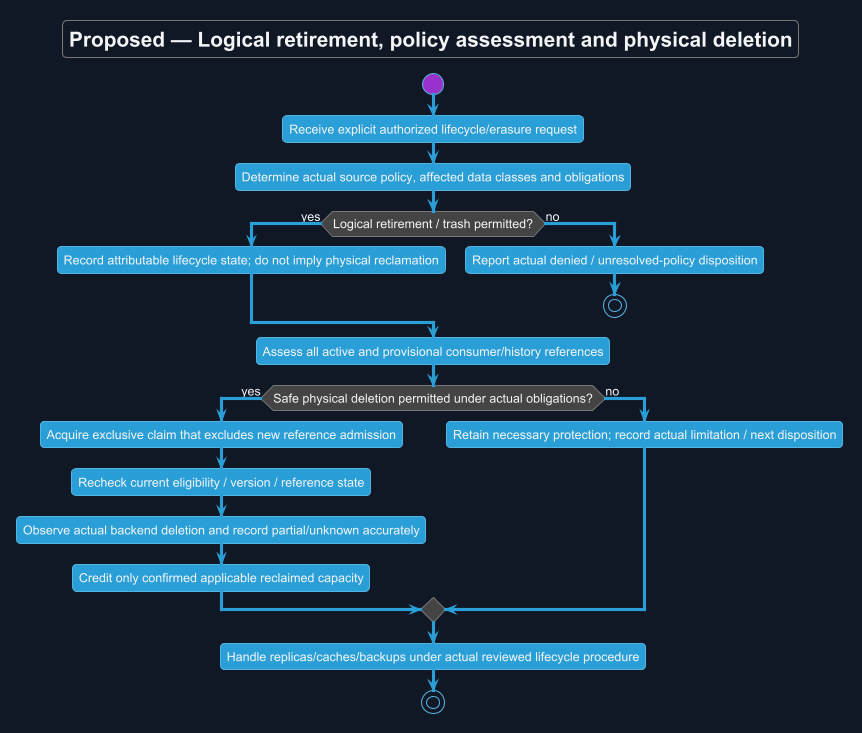 Proposed — Logical retirement, policy assessment and physical deletion
Receive explicit authorized lifecycle/erasure request
Determine actual source policy, affected data classes and obligations
yes
Logical retirement / trash permitted?
no
Record attributable lifecycle state; do not imply physical reclamation
Report actual denied / unresolved-policy disposition
Assess all active and provisional consumer/history references
yes
Safe physical deletion permitted under actual obligations?
no
Acquire exclusive claim that excludes new reference admission
Retain necessary protection; record actual limitation / next disposition
Recheck current eligibility / version / reference state
Observe actual backend deletion and record partial/unknown accurately
Credit only confirmed applicable reclaimed capacity
Handle replicas/caches/backups under actual reviewed lifecycle procedure